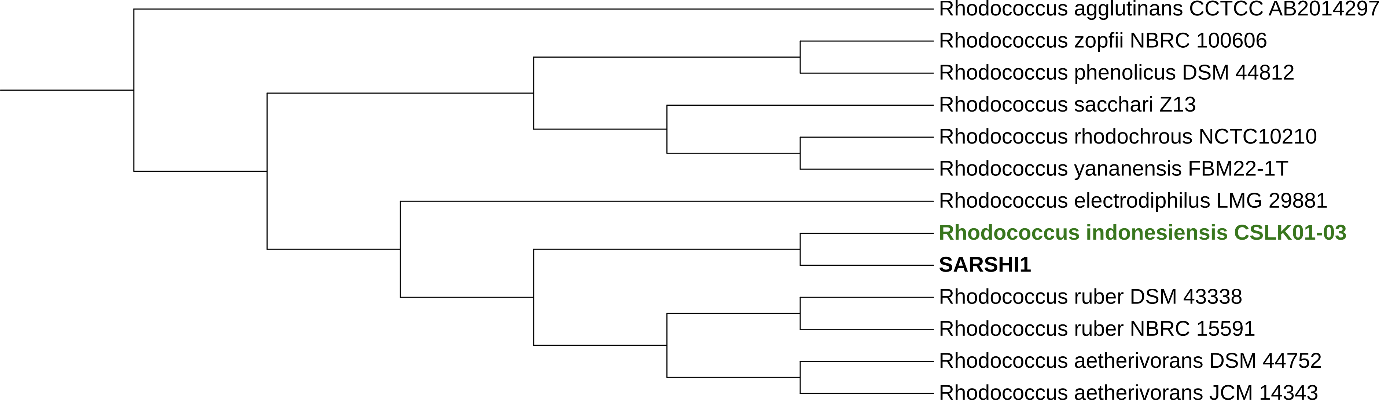 Rhodococcus agglutinans CCTCC AB2014297
Rhodococcus zopfii NBRC 100606
Rhodococcus phenolicus DSM 44812
Rhodococcus sacchari Z13
Rhodococcus rhodochrous NCTC10210
Rhodococcus yananensis FBM22-1T
Rhodococcus electrodiphilus LMG 29881
Rhodococcus indonesiensis CSLK01-03
SARSHI1
Rhodococcus ruber DSM 43338
Rhodococcus ruber NBRC 15591
Rhodococcus aetherivorans DSM 44752
Rhodococcus aetherivorans JCM 14343